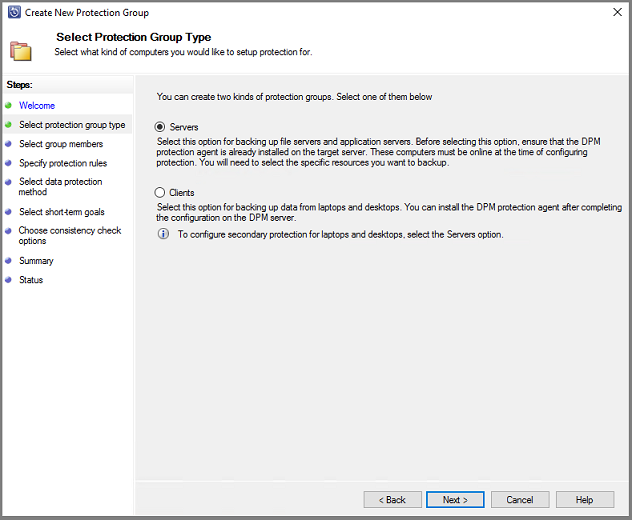 Create New Protection Group
Select Protection Group Type
Select what kind of computers you would like to setup protection for.
Steps:
Welcome
Select protection group type
Select group members
Specify protection rules
Select data protection
method
Select short-term goals
Choose consistency check
options
Summary
Status
You can create two kinds of protection groups. Select one of them below
Servers
Select this option for backing up file servers and application servers. Before selecting this option, ensure that the DPM
protection agent is already installed on the target server. These computers must be online at the time of configuring
protection. You will need to select the specific resources you want to backup.
Clients
Select this option for backing up data from laptops and desktops. You can install the DPM protection agent after completing
the configuration on the DPM server.
To configure secondary protection for laptops and desktops, select the Servers option.
< Back
Next >
Cancel
Help